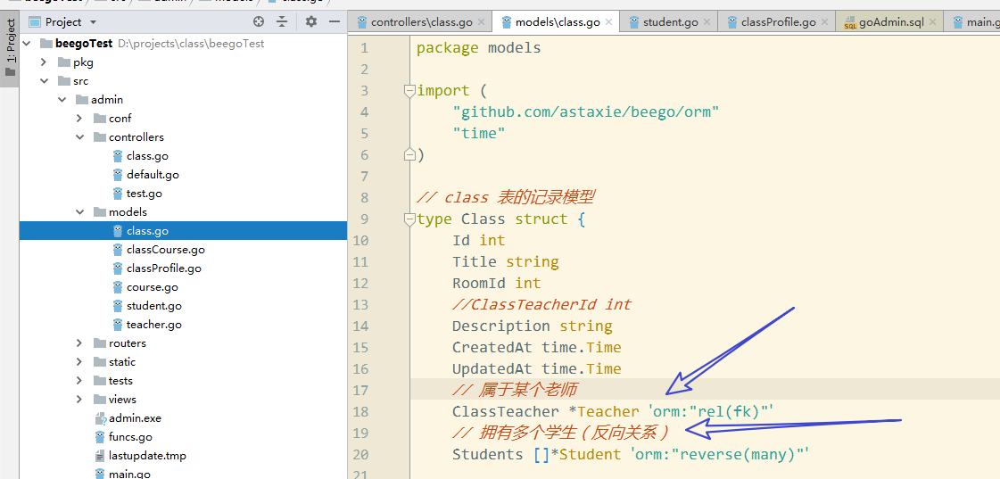 Project
controllers\class.go
models\class.go
student.go
classProfile.go
goAdmin.sql
main.g
1: Project
beegoTest D:\projects\class\beegoTest
pkg
src
admin
conf
controllers
class.go
default.go
test.go
models
class.go
classCourse.go
classProfile.go
course.go
student.go
teacher.go
routers
static
tests
views
admin.exe
funcs.go
lastupdate.tmp
main.go
1 package models
2
3 import (
4 "github.com/astaxie/beego/orm"
5 "time"
6 )
7
8 // class 表的记录模型
9 type Class struct {
10 Id int
11 Title string
12 RoomId int
13 //ClassTeacherId int
14 Description string
15 CreatedAt time.Time
16 UpdatedAt time.Time
17 // 属于某个老师
18 ClassTeacher *Teacher `orm:"rel(fk)"`
19 // 拥有多个学生（反向关系）
20 Students []*Student `orm:"reverse(many)"`
21